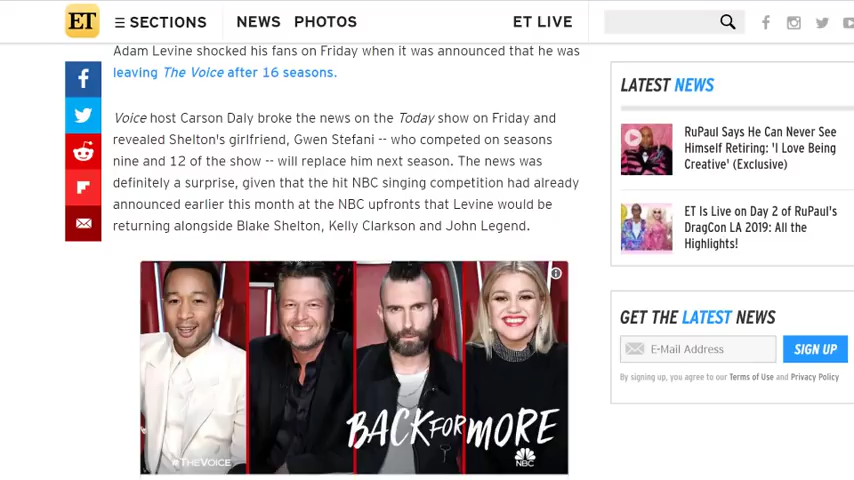 ET
SECTIONS
NEWS PHOTOS
ET LIVE
Adam Levine shocked his fans on Friday when it was announced that he was
leaving The Voice after 16 seasons.
Voice host Carson Daly broke the news on the Today show on Friday and
revealed Shelton's girlfriend, Gwen Stefani -- who competed on seasons
nine and 12 of the show -- will replace him next season. The news was
definitely a surprise, given that the hit NBC singing competition had already
announced earlier this month at the NBC upfronts that Levine would be
returning alongside Blake Shelton, Kelly Clarkson and John Legend.
BACK FOR MORE
#THEVOICE
NBC
LATEST NEWS
RuPaul Says He Can Never See
Himself Retiring: 'I Love Being
Creative' (Exclusive)
ET Is Live on Day 2 of RuPaul's
DragCon LA 2019: All the
Highlights!
GET THE LATEST NEWS
E-Mail Address
SIGN UP
By signing up, you agree to our Terms of Use and Privacy Policy